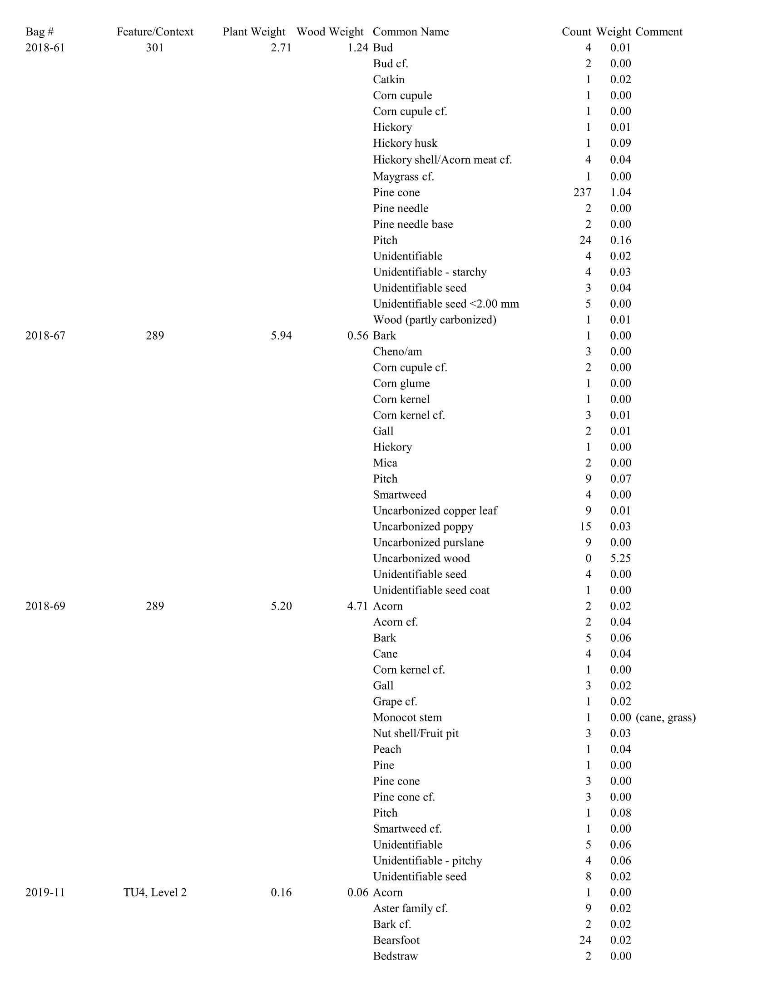 Bag # Feature/Context Plant Weight Wood Weight Common Name Count Weight Comment
2018-61 301 2.71 1.24 Bud 4 0.01
Bud cf. 2 0.00
Catkin 1 0.02
Corn cupule 1 0.00
Corn cupule cf. 1 0.00
Hickory 1 0.01
Hickory husk 1 0.09
Hickory shell/Acorn meat cf. 4 0.04
Maygrass cf. 1 0.00
Pine cone 237 1.04
Pine needle 2 0.00
Pine needle base 2 0.00
Pitch 24 0.16
Unidentifiable 4 0.02
Unidentifiable - starchy 4 0.03
Unidentifiable seed 3 0.04
Unidentifiable seed <2.00 mm 5 0.00
Wood (partly carbonized) 1 0.01
2018-67 289 5.94 0.56 Bark 1 0.00
Cheno/am 3 0.00
Corn cupule cf. 2 0.00
Corn glume 1 0.00
Corn kernel 1 0.00
Corn kernel cf. 3 0.01
Gall 2 0.01
Hickory 1 0.00
Mica 2 0.00
Pitch 9 0.07
Smartweed 4 0.00
Uncarbonized copper leaf 9 0.01
Uncarbonized poppy 15 0.03
Uncarbonized purslane 9 0.00
Uncarbonized wood 0 5.25
Unidentifiable seed 4 0.00
Unidentifiable seed coat 1 0.00
2018-69 289 5.20 4.71 Acorn 2 0.02
Acorn cf. 2 0.04
Bark 5 0.06
Cane 4 0.04
Corn kernel cf. 1 0.00
Gall 3 0.02
Grape cf. 1 0.02
Monocot stem 1 0.00 (cane, grass)
Nut shell/Fruit pit 3 0.03
Peach 1 0.04
Pine 1 0.00
Pine cone 3 0.00
Pine cone cf. 3 0.00
Pitch 1 0.08
Smartweed cf. 1 0.00
Unidentifiable 5 0.06
Unidentifiable - pitchy 4 0.06
Unidentifiable seed 8 0.02
2019-11 TU4, Level 2 0.16 0.06 Acorn 1 0.00
Aster family cf. 9 0.02
Bark cf. 2 0.02
Bearsfoot 24 0.02
Bedstraw 2 0.00